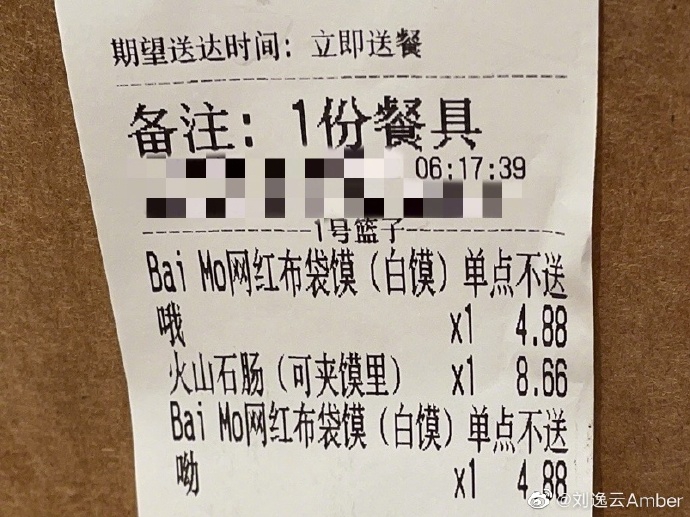 期望送达时间: 立即送餐
备注: 1份餐具
06:17:39
1号篮子
Bai Mo网红布袋馍（白馍）单点不送
哦 x1 4.88
火山石肠（可夹馍里） x1 8.66
Bai Mo网红布袋馍（白馍）单点不送
呦 x1 4.88
@刘逸云Amber